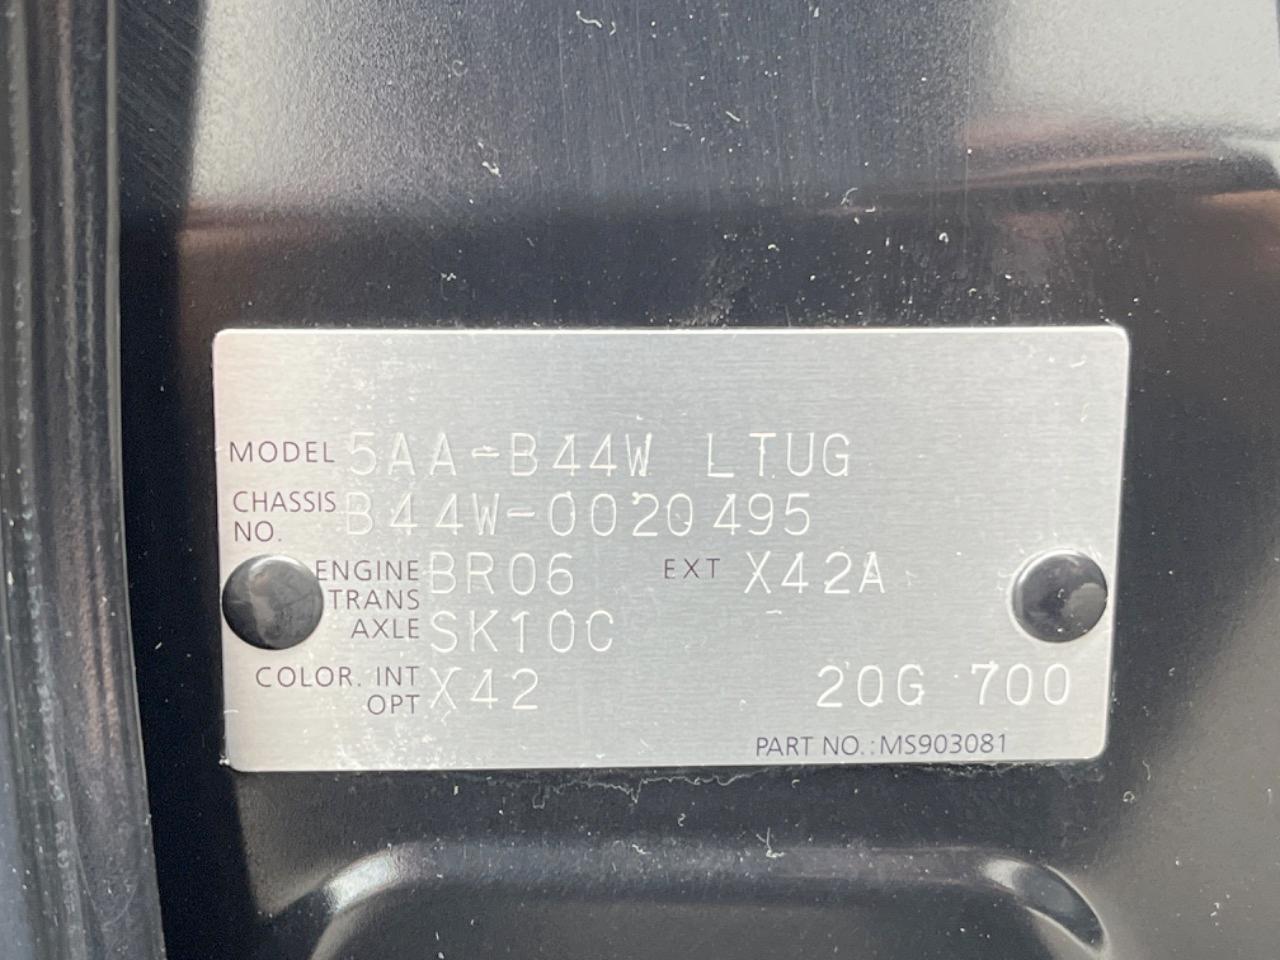 MODEL 5AA-B44W LTUG
CHASSIS NO. B44W-0020495
ENGINE BR06 EXT X42A
TRANS AXLE SK10C
COLOR. INT X42 20G 700
OPT
PART NO.:MS903081